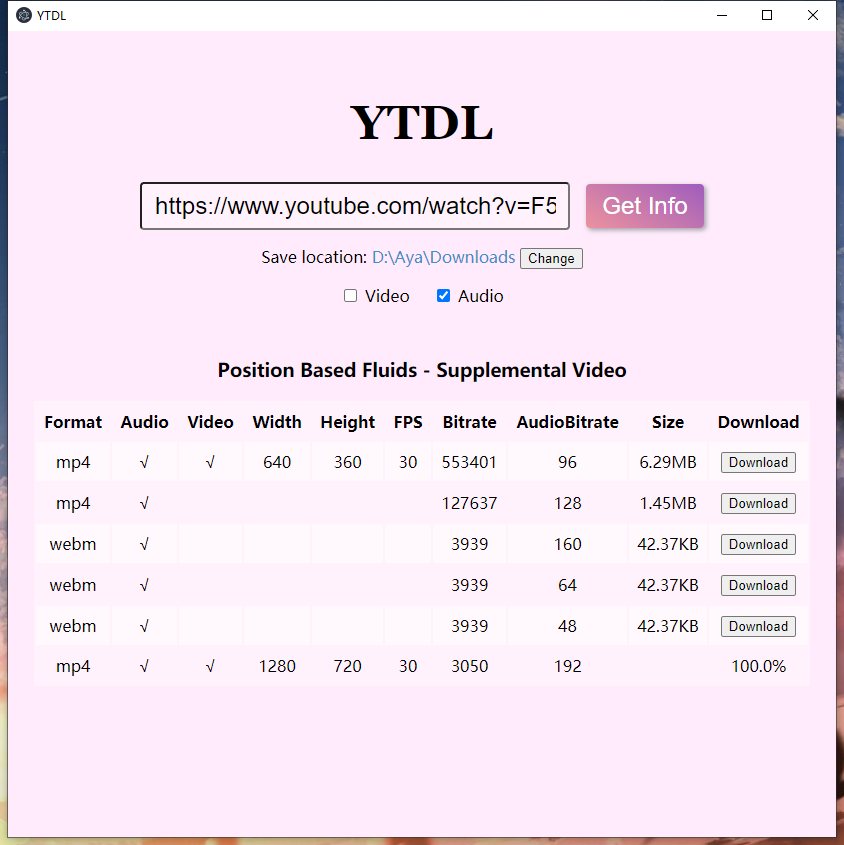 YTDL
YTDL
https://www.youtube.com/watch?v=F5 Get Info
Save location: D:\Aya\Downloads Change
Video Audio
Position Based Fluids - Supplemental Video
Format Audio Video Width Height FPS Bitrate AudioBitrate Size Download
mp4 √ √ 640 360 30 553401 96 6.29MB Download
mp4 √ 127637 128 1.45MB Download
webm √ 3939 160 42.37KB Download
webm √ 3939 64 42.37KB Download
webm √ 3939 48 42.37KB Download
mp4 √ √ 1280 720 30 3050 192 100.0%